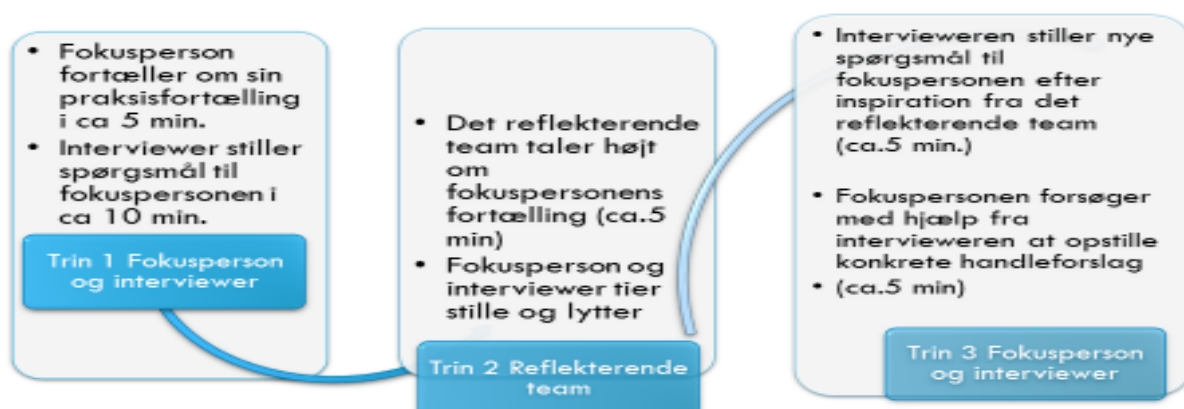 • Fokusperson
fortæller om sin
praksisfortælling
i ca 5 min.
• Interviewer stiller
spørgsmål til
fokuspersonen i
ca 10 min.
Trin 1 Fokusperson
og interviewer
• Det reflekterende
team taler højt
om
fokuspersonens
fortælling (ca.5
min)
• Fokusperson og
interviewer tier
stille og lytter
Trin 2 Reflekterende
team
• Intervieweren stiller nye
spørgsmål til
fokuspersonen efter
inspiration fra det
reflekterende team
(ca.5 min.)
• Fokuspersonen forsøger
med hjælp fra
intervieweren at opstille
konkrete handleforslag
• (ca.5 min)
Trin 3 Fokusperson
og interviewer